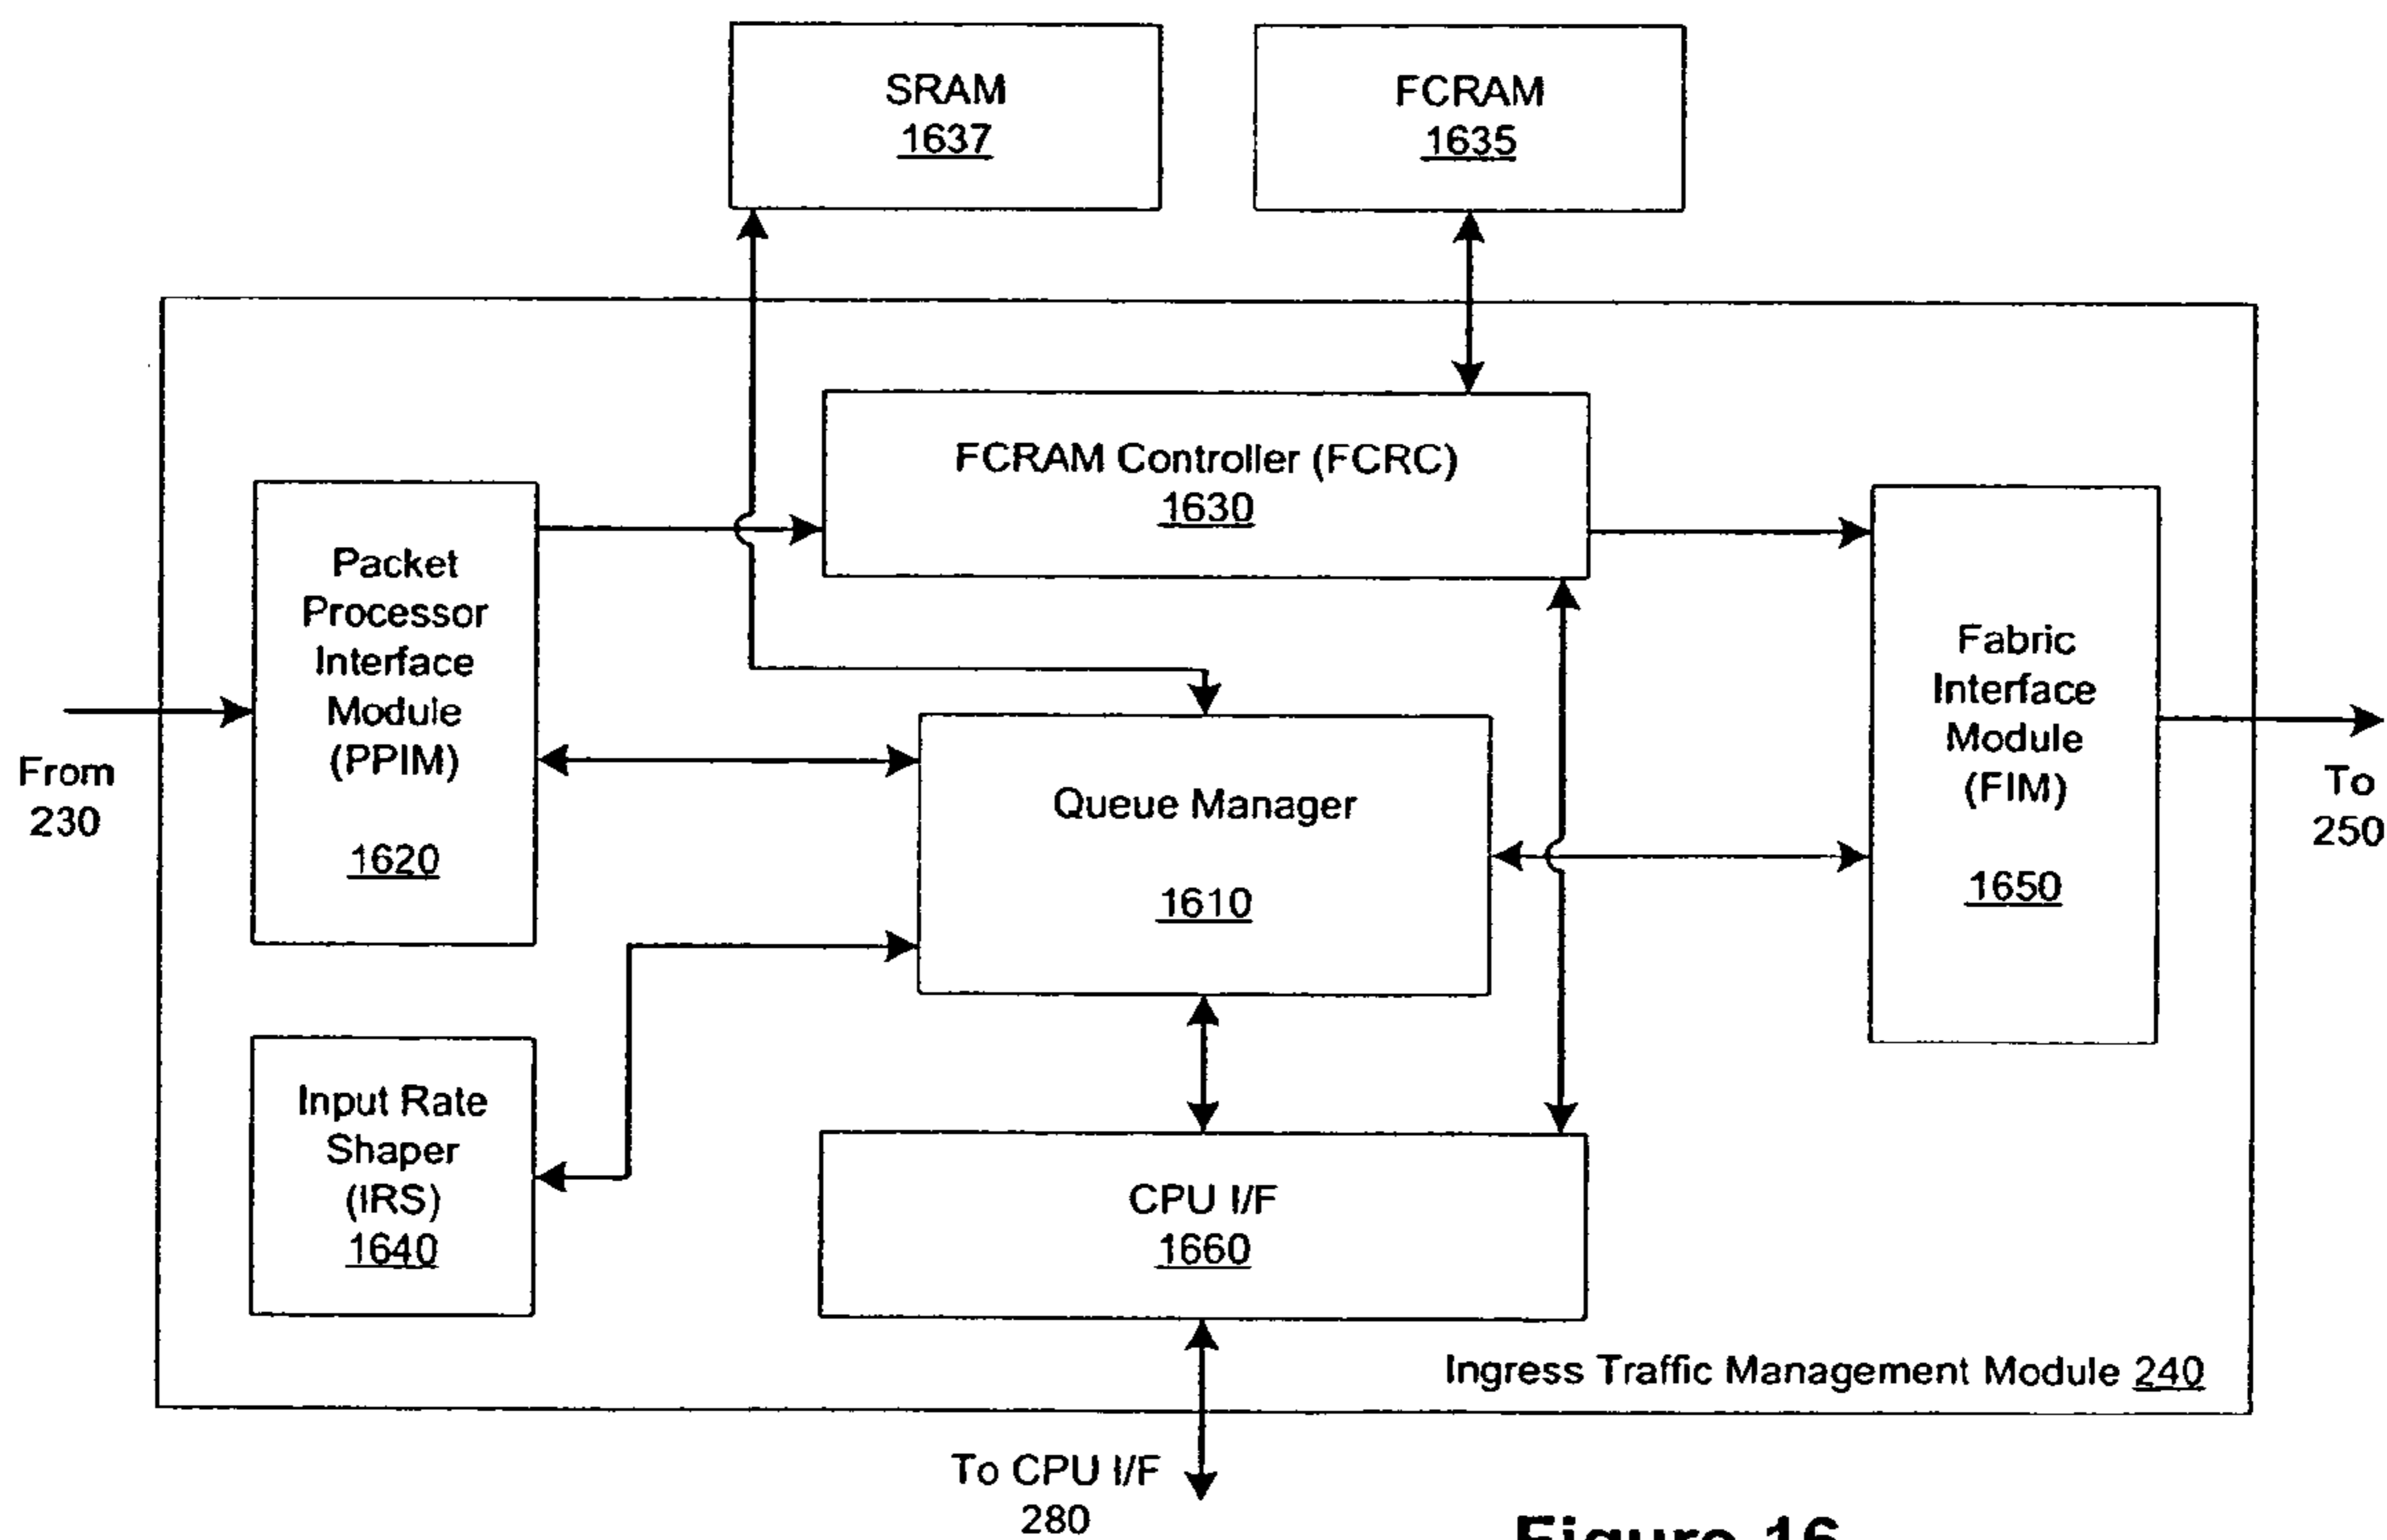 SRAM
1637
FCRAM
1635
FCRAM Controller (FCRC)
1630
Packet
Processor
Interface
Module
(PPIM)
1620
From
230
Queue Manager
1610
Fabric
Interface
Module
(FIM)
1650
To
250
Input Rate
Shaper
(IRS)
1640
CPU I/F
1660
Ingress Traffic Management Module 240
To CPU I/F
280
Figure 16